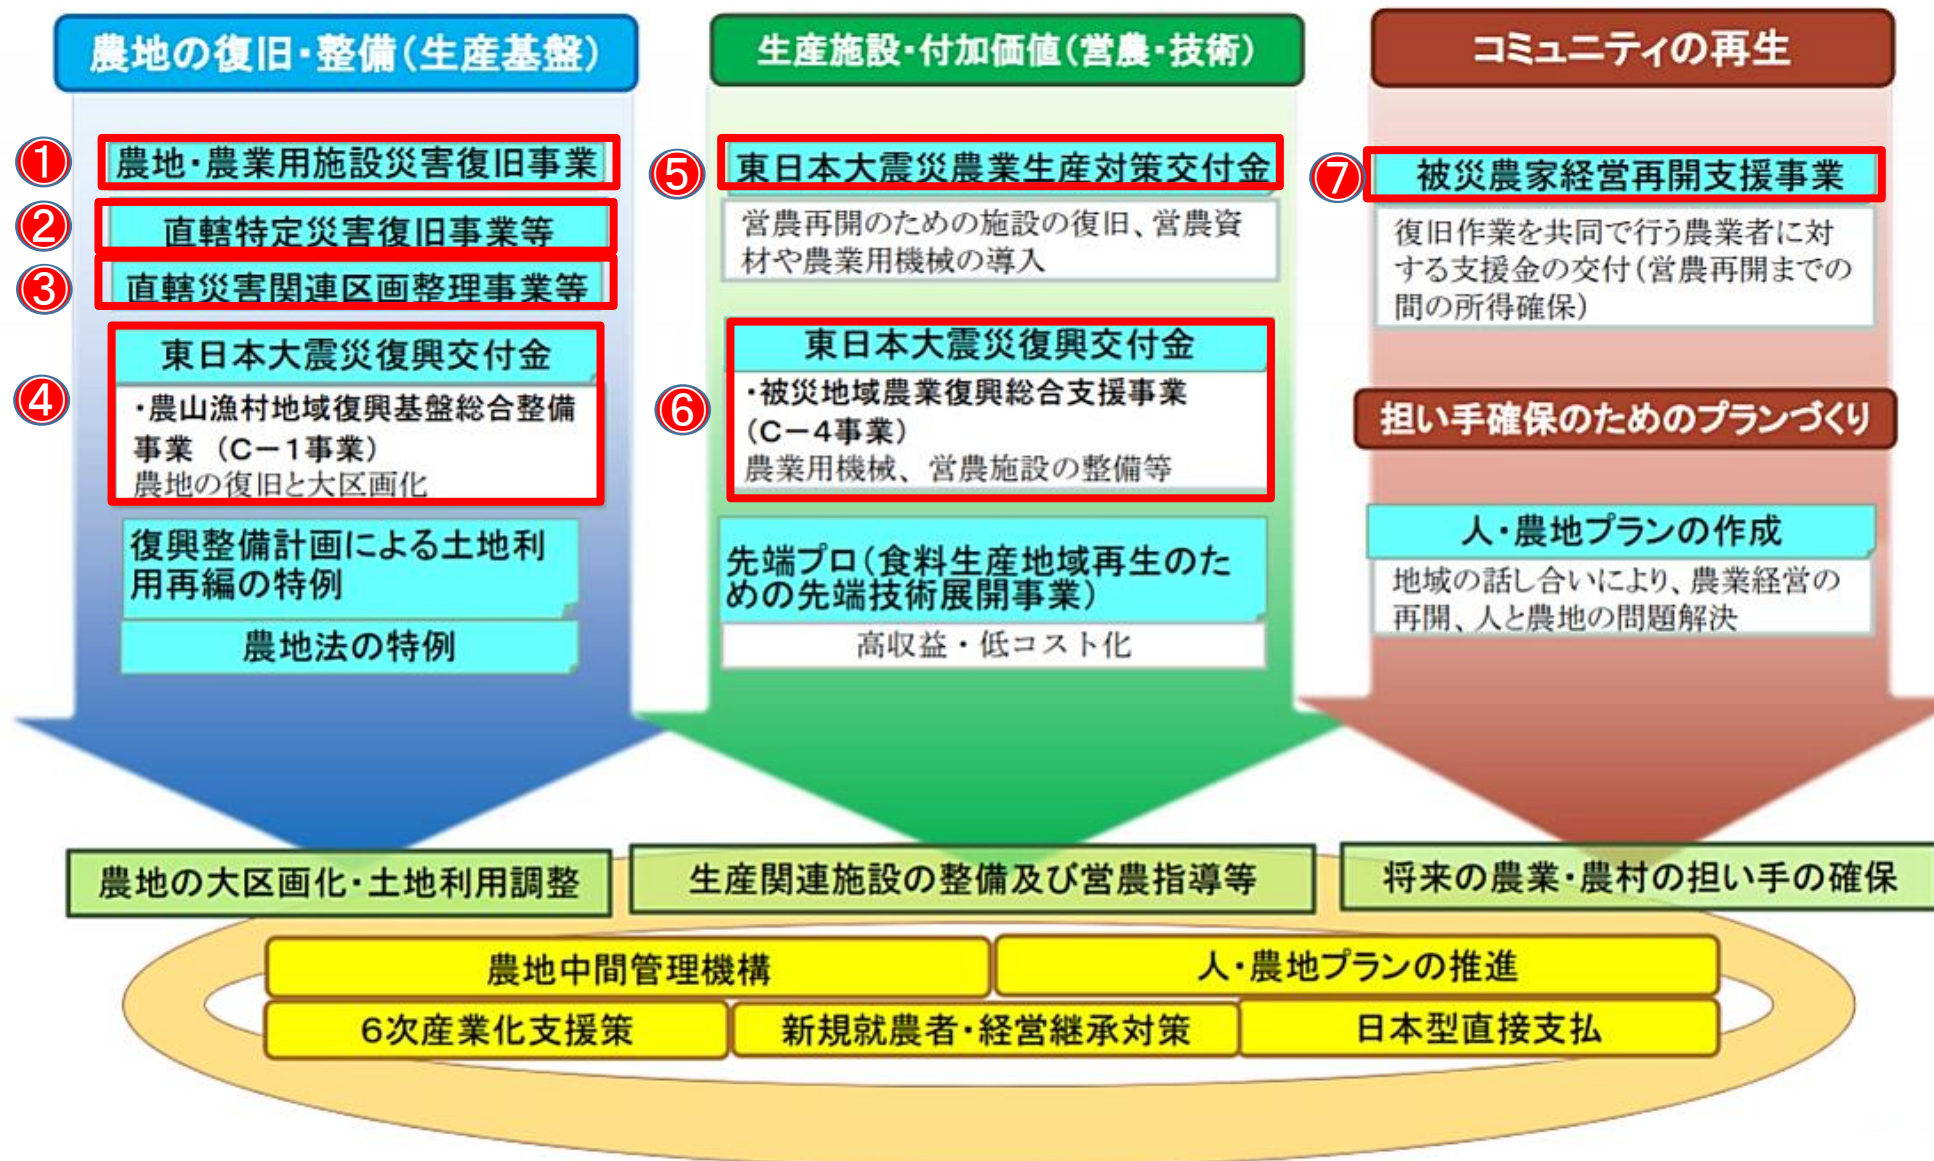 農地の復旧・整備(生産基盤)
① 農地・農業用施設災害復旧事業
② 直轄特定災害復旧事業等
③ 直轄災害関連区画整理事業等
④
東日本大震災復興交付金
・農山漁村地域復興基盤総合整備
事業 (C-1事業)
農地の復旧と大区画化
復興整備計画による土地利
用再編の特例
農地法の特例
生産施設・付加価値(営農・技術)
⑤ 東日本大震災農業生産対策交付金
営農再開のための施設の復旧、営農資
材や農業用機械の導入
⑥
東日本大震災復興交付金
・被災地域農業復興総合支援事業
(C-4事業)
農業用機械、営農施設の整備等
先端プロ(食料生産地域再生のた
めの先端技術展開事業)
高収益・低コスト化
コミュニティの再生
⑦ 被災農家経営再開支援事業
復旧作業を共同で行う農業者に対
する支援金の交付(営農再開までの
間の所得確保)
担い手確保のためのプランづくり
人・農地プランの作成
地域の話し合いにより、農業経営の
再開、人と農地の問題解決
農地の大区画化・土地利用調整
生産関連施設の整備及び営農指導等
将来の農業・農村の担い手の確保
農地中間管理機構
人・農地プランの推進
6次産業化支援策
新規就農者・経営継承対策
日本型直接支払